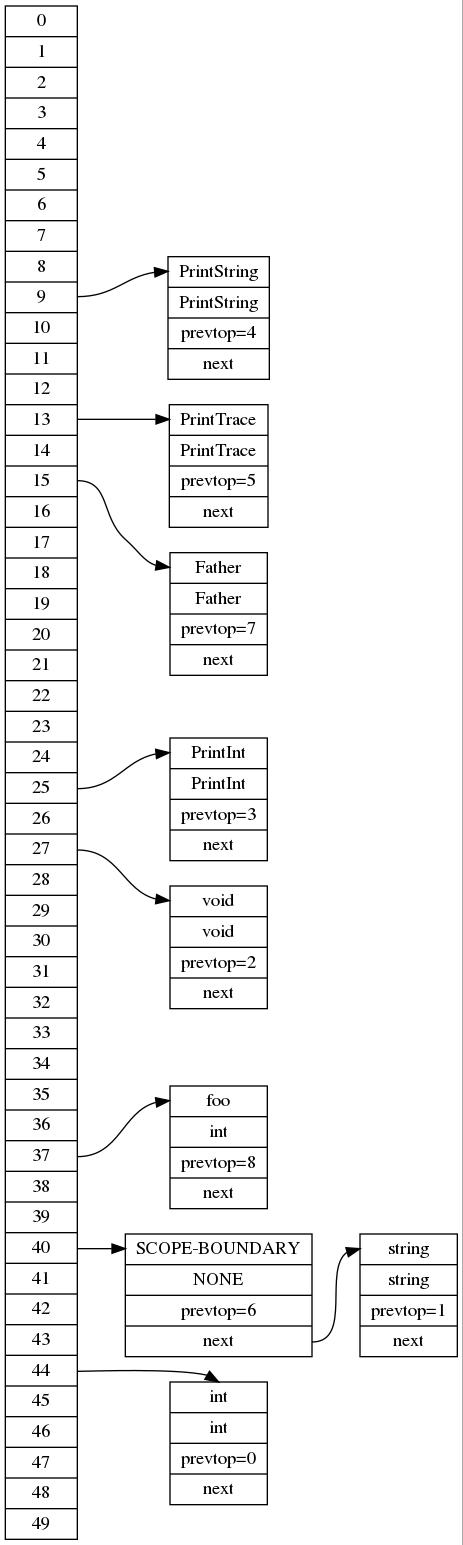 0
1
2
3
4
5
6
7
8
9
10
11
12
13
14
15
16
17
18
19
20
21
22
23
24
25
26
27
28
29
30
31
32
33
34
35
36
37
38
39
40
41
42
43
44
45
46
47
48
49
PrintString
PrintString
prevtop=4
next
PrintTrace
PrintTrace
prevtop=5
next
Father
Father
prevtop=7
next
PrintInt
PrintInt
prevtop=3
next
void
void
prevtop=2
next
foo
int
prevtop=8
next
SCOPE-BOUNDARY
NONE
prevtop=6
next
string
string
prevtop=1
next
int
int
prevtop=0
next